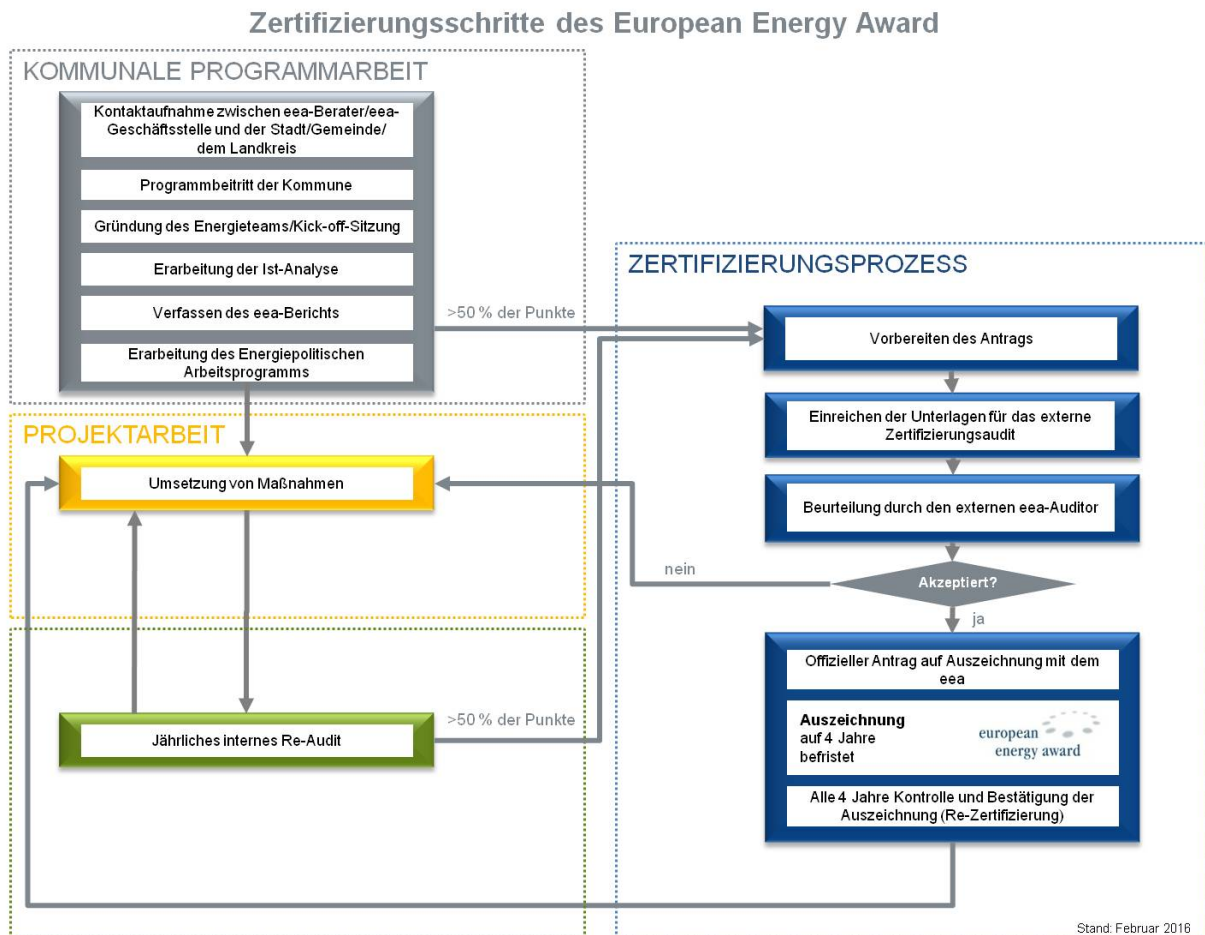 Zertifizierungsschritte des European Energy Award
KOMMUNALE PROGRAMMARBEIT
Kontaktaufnahme zwischen eea-Berater/eea-
Geschäftsstelle und der Stadt/Gemeinde/
dem Landkreis
Programmbeitritt der Kommune
Gründung des Energieteams/Kick-off-Sitzung
Erarbeitung der Ist-Analyse
Verfassen des eea-Berichts
Erarbeitung des Energiepolitischen
Arbeitsprogramms
>50 % der Punkte
PROJEKTARBEIT
Umsetzung von Maßnahmen
Jährliches internes Re-Audit
>50 % der Punkte
ZERTIFIZIERUNGSPROZESS
Vorbereiten des Antrags
Einreichen der Unterlagen für das externe
Zertifizierungsaudit
Beurteilung durch den externen eea-Auditor
Akzeptiert?
nein
ja
Offizieller Antrag auf Auszeichnung mit dem
eea
Auszeichnung
auf 4 Jahre
befristet
european
energy award
Alle 4 Jahre Kontrolle und Bestätigung der
Auszeichnung (Re-Zertifizierung)
Stand: Februar 2016